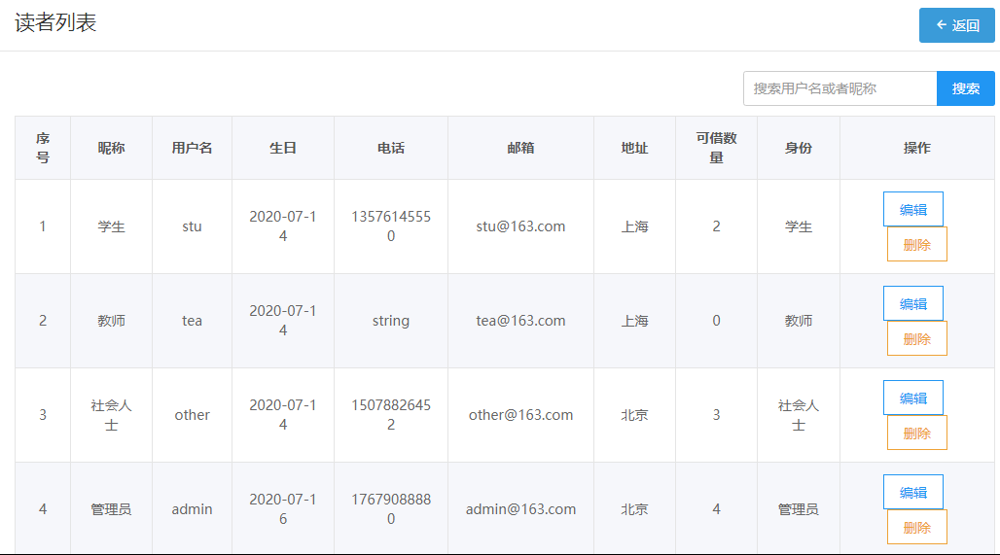 读者列表
返回
搜索用户名或者昵称 搜索
序号 昵称 用户名 生日 电话 邮箱 地址 可借数量 身份 操作
1 学生 stu 2020-07-14 13576145550 stu@163.com 上海 2 学生 编辑 删除
2 教师 tea 2020-07-14 string tea@163.com 上海 0 教师 编辑 删除
3 社会人士 other 2020-07-14 15078826452 other@163.com 北京 3 社会人士 编辑 删除
4 管理员 admin 2020-07-16 17679088880 admin@163.com 北京 4 管理员 编辑 删除